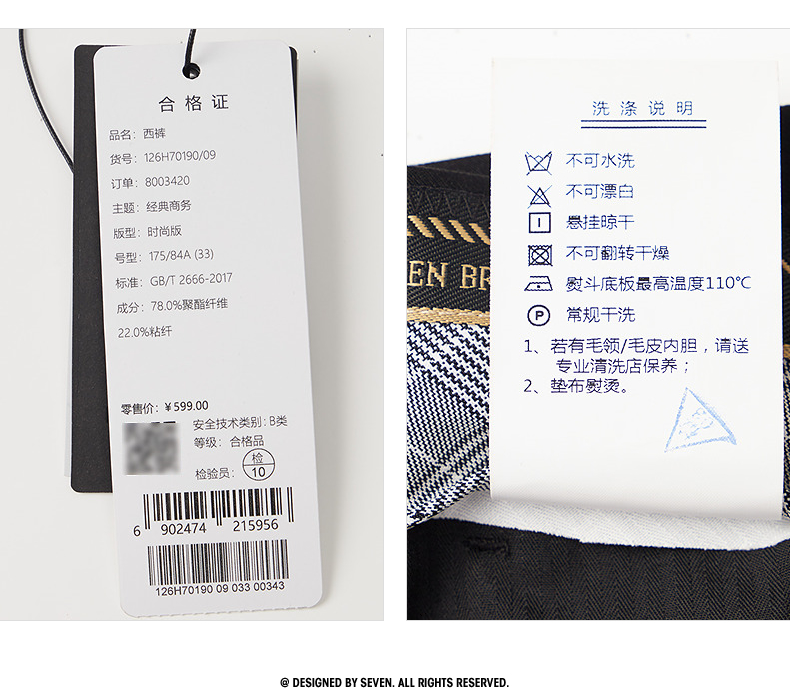 合格证
品名：西裤
货号：126H70190/09
订单：8003420
主题：经典商务
版型：时尚版
号型：175/84A (33)
标准：GB/T 2666-2017
成分：78.0%聚酯纤维
22.0%粘纤
零售价：￥599.00
安全技术类别：B类
等级：合格品
检验员：
检
10
6 902474 215956
126H70190 09 033 00343
洗涤说明
不可水洗
不可漂白
悬挂晾干
不可翻转干燥
熨斗底板最高温度110℃
P 常规干洗
1、若有毛领/毛皮内胆，请送
专业清洗店保养；
2、垫布熨烫。
EN BR
@ DESIGNED BY SEVEN. ALL RIGHTS RESERVED.